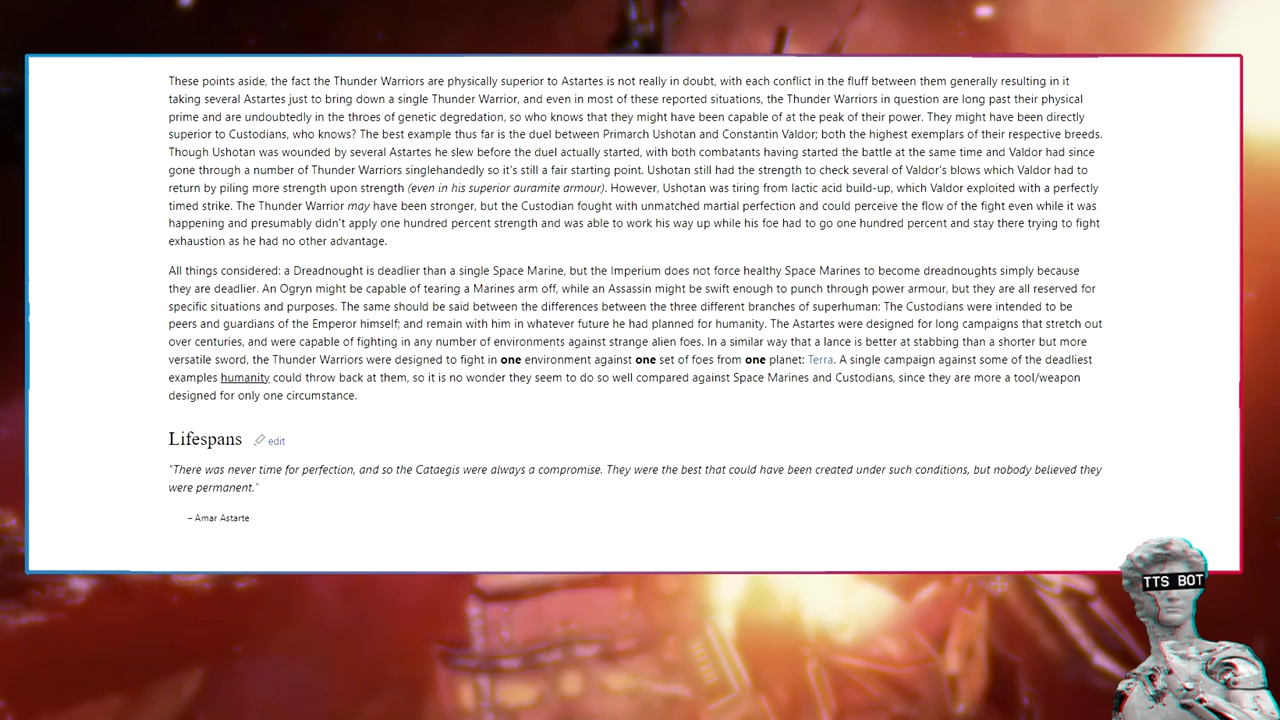 These points aside, the fact the Thunder Warriors are physically superior to Astartes is not really in doubt, with each conflict in the fluff between them generally resulting in it
taking several Astartes just to bring down a single Thunder Warrior, and even in most of these reported situations, the Thunder Warriors in question are long past their physical
prime and are undoubtedly in the throes of genetic degredation, so who knows that they might have been capable of at the peak of their power. They might have been directly
superior to Custodians, who knows? The best example thus far is the duel between Primarch Ushotan and Constantin Valdor; both the highest exemplars of their respective breeds.
Though Ushotan was wounded by several Astartes he slew before the duel actually started, with both combatants having started the battle at the same time and Valdor had since
gone through a number of Thunder Warriors singlehandedly so it's still a fair starting point. Ushotan still had the strength to check several of Valdor's blows which Valdor had to
return by piling more strength upon strength (even in his superior auramite armour). However, Ushotan was tiring from lactic acid build-up, which Valdor exploited with a perfectly
timed strike. The Thunder Warrior may have been stronger, but the Custodian fought with unmatched martial perfection and could perceive the flow of the fight even while it was
happening and presumably didn't apply one hundred percent strength and was able to work his way up while his foe had to go one hundred percent and stay there trying to fight
exhaustion as he had no other advantage.
All things considered: a Dreadnought is deadlier than a single Space Marine, but the Imperium does not force healthy Space Marines to become dreadnoughts simply because
they are deadlier. An Ogryn might be capable of tearing a Marines arm off, while an Assassin might be swift enough to punch through power armour, but they are all reserved for
specific situations and purposes. The same should be said between the differences between the three different branches of superhuman: The Custodians were intended to be
peers and guardians of the Emperor himself; and remain with him in whatever future he had planned for humanity. The Astartes were designed for long campaigns that stretch out
over centuries, and were capable of fighting in any number of environments against strange alien foes. In a similar way that a lance is better at stabbing than a shorter but more
versatile sword, the Thunder Warriors were designed to fight in one environment against one set of foes from one planet: Terra. A single campaign against some of the deadliest
examples humanity could throw back at them, so it is no wonder they seem to do so well compared against Space Marines and Custodians, since they are more a tool/weapon
designed for only one circumstance.
Lifespans edit
"There was never time for perfection, and so the Cataegis were always a compromise. They were the best that could have been created under such conditions, but nobody believed they
were permanent."
– Amar Astarte
TTS BOT